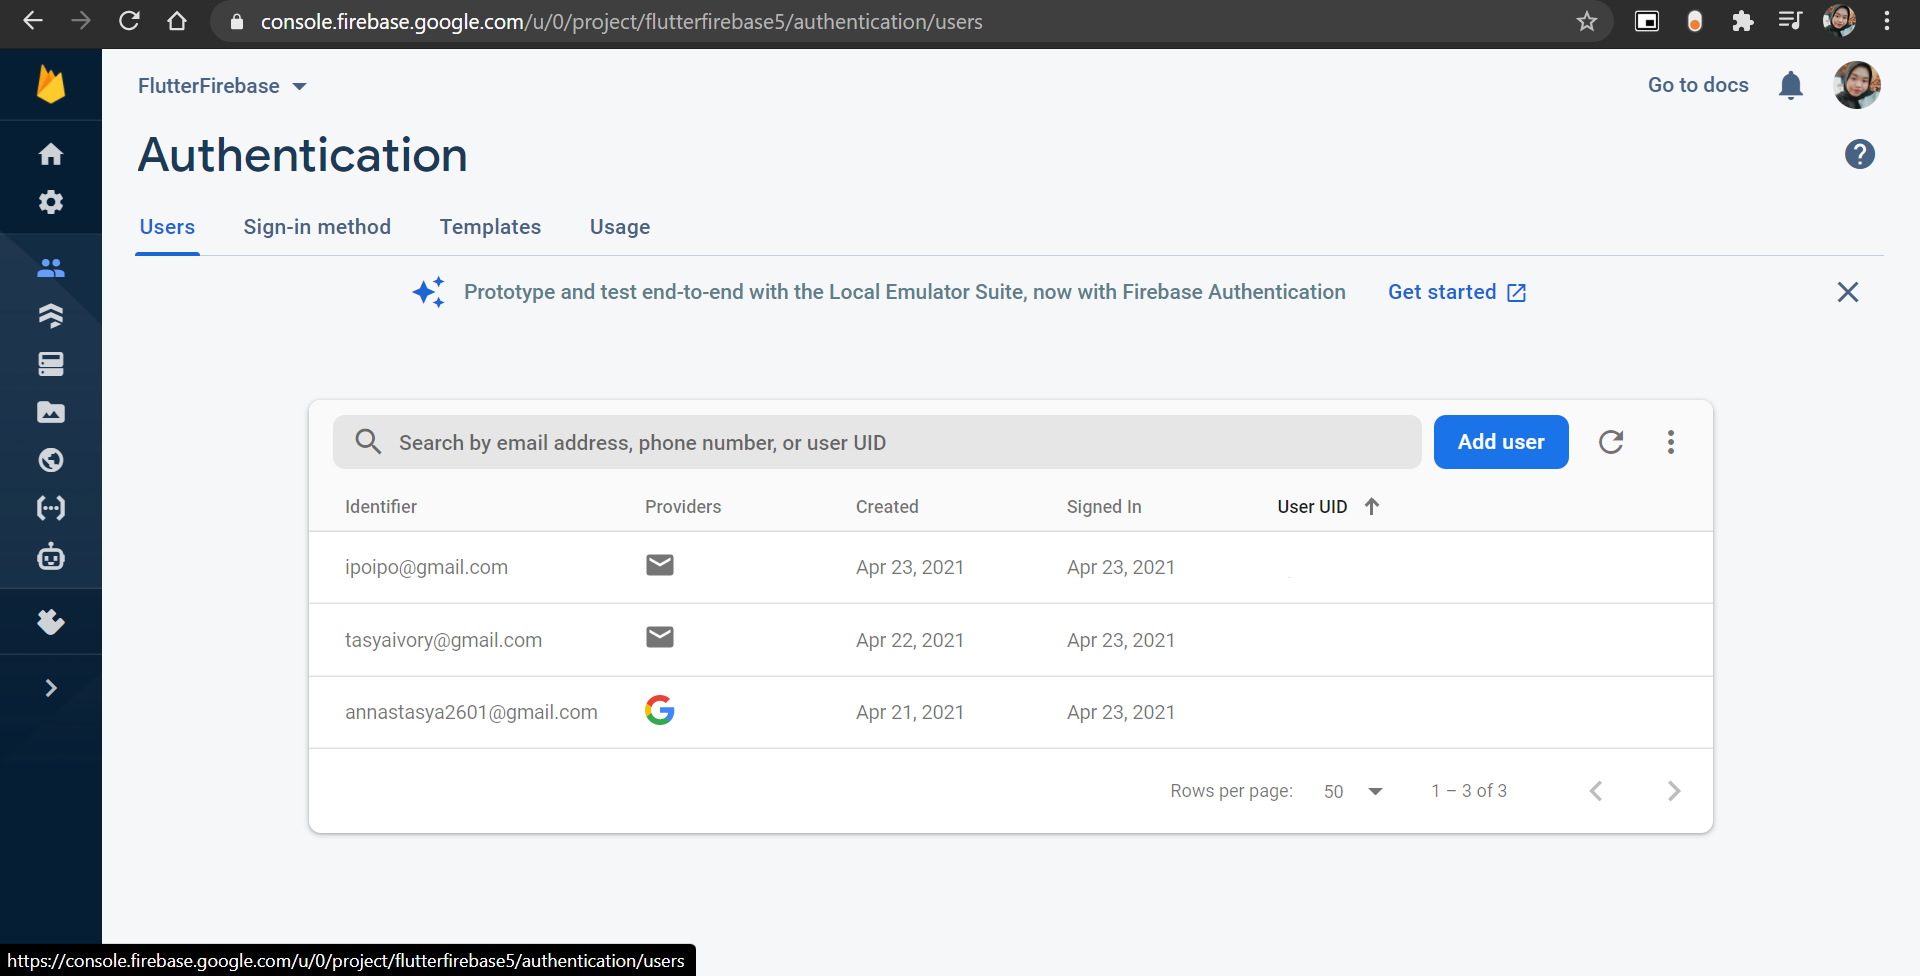 console.firebase.google.com/u/0/project/flutterfirebase5/authentication/users
FlutterFirebase
Go to docs
Authentication
?
Users Sign-in method Templates Usage
Prototype and test end-to-end with the Local Emulator Suite, now with Firebase Authentication Get started
Search by email address, phone number, or user UID Add user
Identifier Providers Created Signed In User UID
ipoipo@gmail.com Apr 23, 2021 Apr 23, 2021
tasyaivory@gmail.com Apr 22, 2021 Apr 23, 2021
annastasya2601@gmail.com G Apr 21, 2021 Apr 23, 2021
Rows per page: 50 1 – 3 of 3
https://console.firebase.google.com/u/0/project/flutterfirebase5/authentication/users